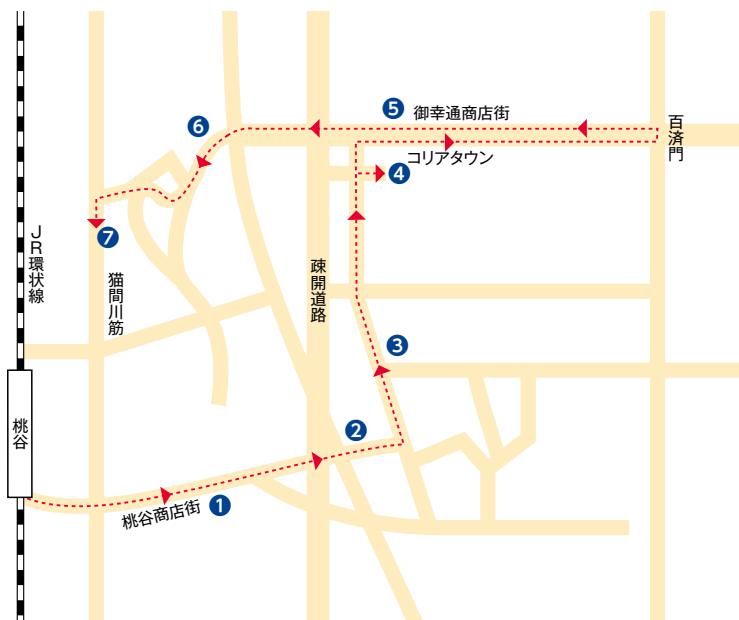 5
御幸通商店街
6
百済門
コリアタウン
4
7
JR環状線
猫間川筋
疎開道路
3
桃谷
2
1
桃谷商店街